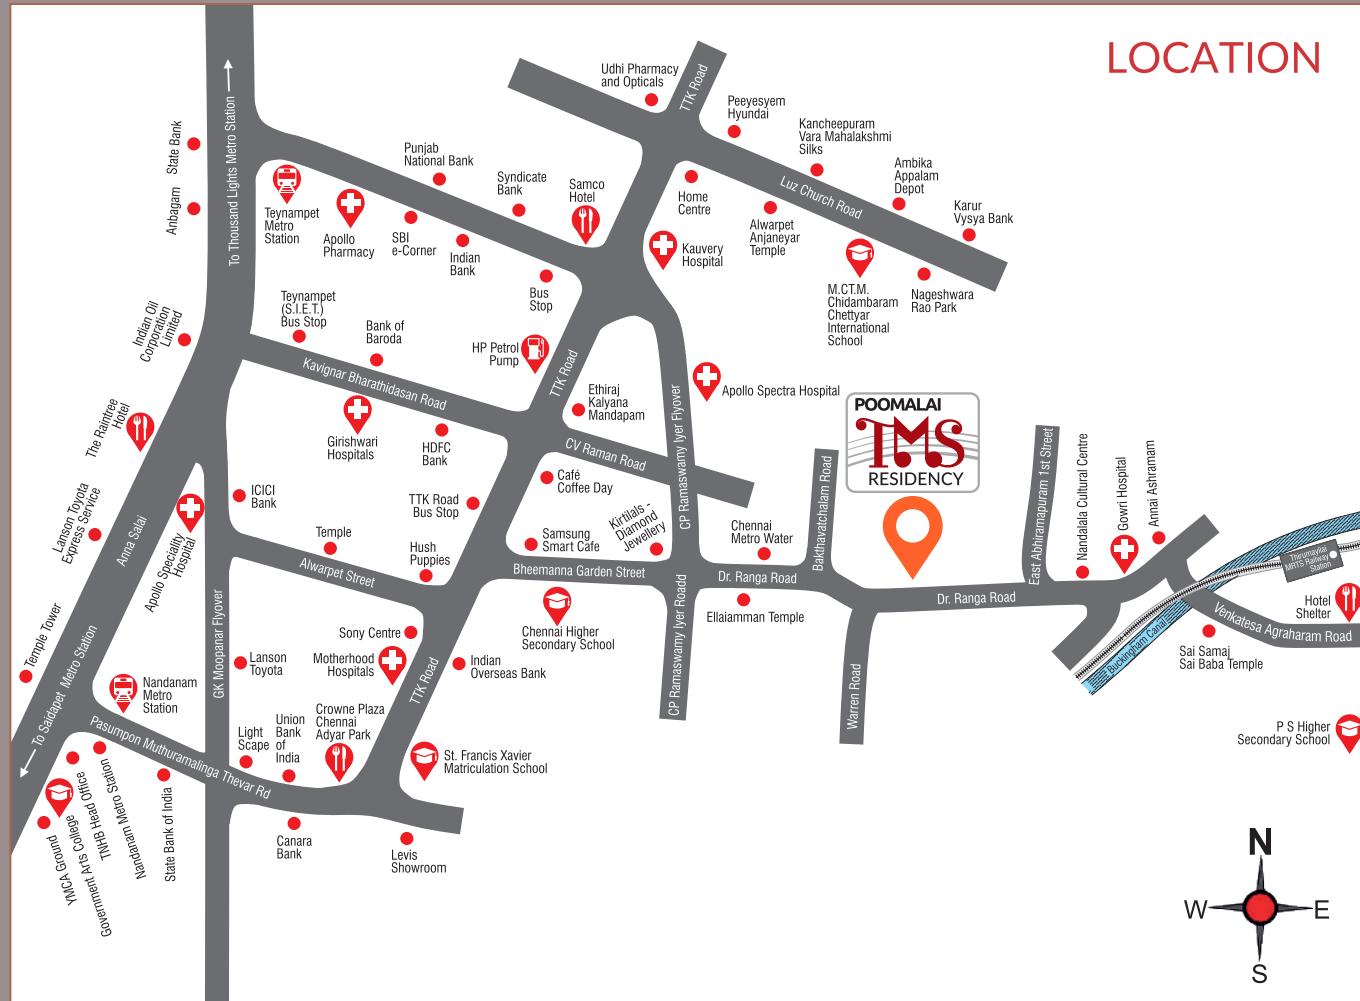 LOCATION
Udhi Pharmacy
and Opticals
TTK Road
Peeyesyem
Hyundai
Kancheepuram
Vara Mahalakshmi
Silks
Ambika
Appalam
Depot
Karur
Vysya Bank
Luz Church Road
Home
Centre
Alwarpet
Anjaneyar
Temple
Kauvery
Hospital
M.CT.M.
Chidambaram
Chettyar
International
School
Nageshwara
Rao Park
State Bank
Anbagam
To Thousand Lights Metro Station
Punjab
National Bank
Syndicate
Bank
Samco
Hotel
Teynampet
Metro
Station
Apollo
Pharmacy
SBI
e-Corner
Indian
Bank
Bus
Stop
Teynampet
(S.I.E.T.)
Bus Stop
Bank of
Baroda
HP Petrol
Pump
TTK Road
Indian Oil
Corporation
Limited
Kavignar Bharathidasan Road
Ethiraj
Kalyana
Mandapam
Apollo Spectra Hospital
CP Ramaswamy Iyer Flyover
POOMALAI
TMS
RESIDENCY
The Raintree
Hotel
Girishwari
Hospitals
HDFC
Bank
CV Raman Road
Café
Coffee Day
ICICI
Bank
TTK Road
Bus Stop
Lanson Toyota
Express Service
Anna Salai
Apollo Speciality
Hospital
Temple
Hush
Puppies
Samsung
Smart Cafe
Kirtilals -
Diamond
Jewellery
Chennai
Metro Water
Bakthavatchalam Road
East Abhiramapuram 1st Street
Nandalala Cultural Centre
Gowri Hospital
Annai Ashramam
Thirumayilai
MRTS Railway
Station
Alwarpet Street
Bheemanna Garden Street
Dr. Ranga Road
Dr. Ranga Road
Ellaiamman Temple
Chennai Higher
Secondary School
CP Ramaswamy Iyer Roadd
Warren Road
Buckingham Canal
Venkatesa Agraharam Road
Hotel
Shelter
Sai Samaj
Sai Baba Temple
P S Higher
Secondary School
Temple Tower
To Saidapet Metro Station
GK Moopanar Flyover
Sony Centre
Motherhood
Hospitals
TTK Road
Indian
Overseas Bank
Lanson
Toyota
Nandanam
Metro
Station
Pasumpon Muthuramalinga Thevar Rd
Light
Scape
Union
Bank
of
India
Crowne Plaza
Chennai
Adyar Park
St. Francis Xavier
Matriculation School
YMCA Ground
Government Arts College
TNHB Head Office
Nandanam Metro Station
State Bank of India
Canara
Bank
Levis
Showroom
N
W
E
S